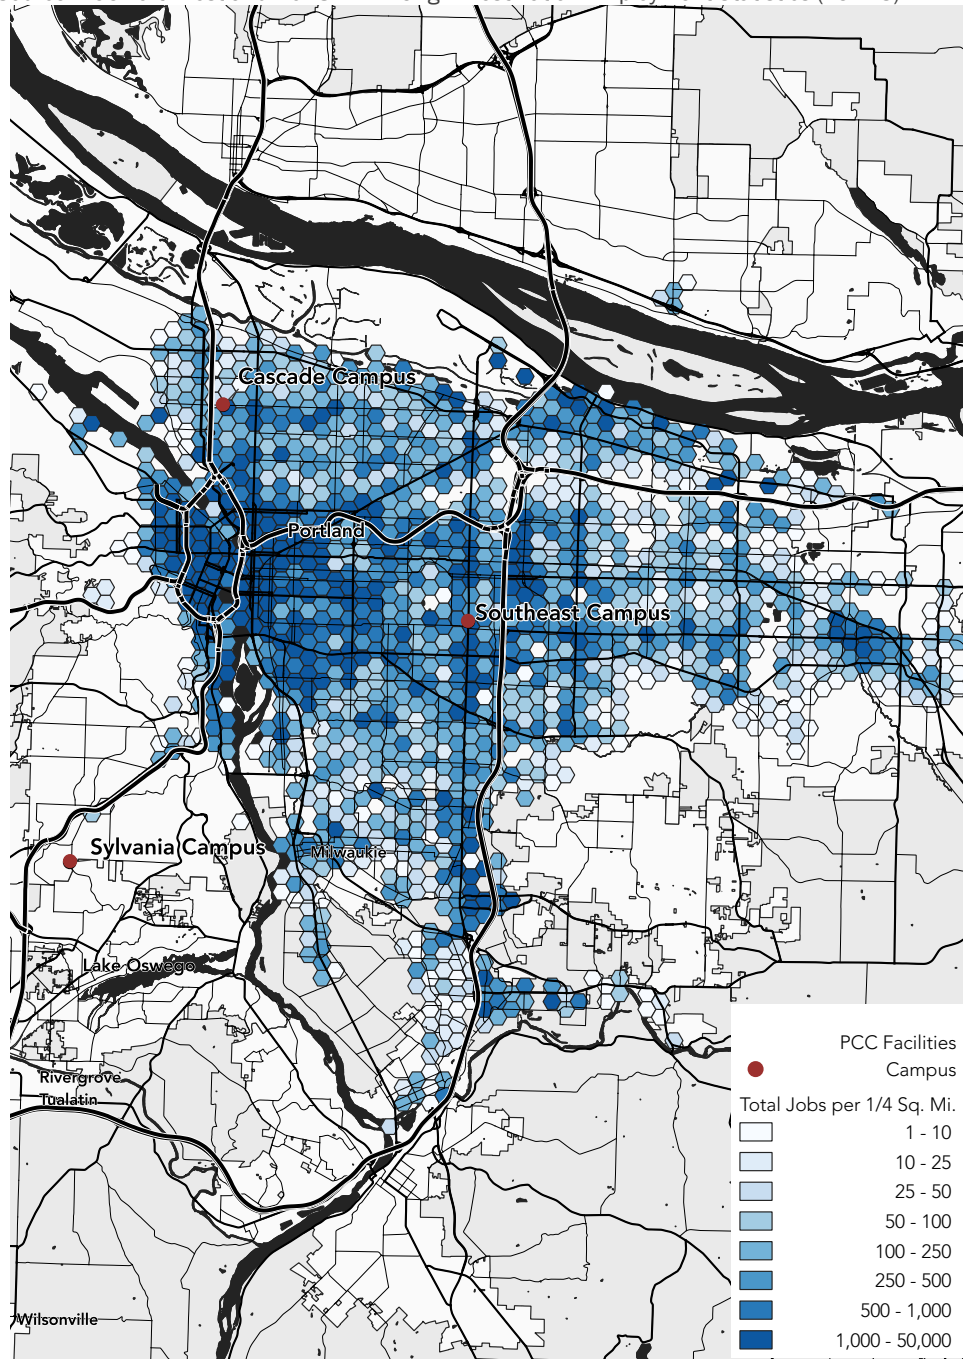 Cascade Campus
Portland
Southeast Campus
Sylvania Campus
Milwaukie
Lake Oswego
Rivergrove
Tualatin
Wilsonville
PCC Facilities
Campus
Total Jobs per 1/4 Sq. Mi.
1 - 10
10 - 25
25 - 50
50 - 100
100 - 250
250 - 500
500 - 1,000
1,000 - 50,000